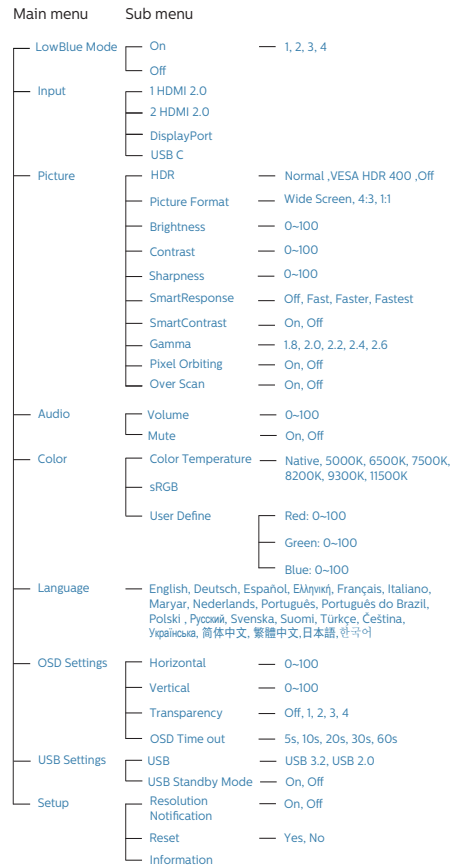 Main menu Sub menu
LowBlue Mode On 1, 2, 3, 4
Off
Input 1 HDMI 2.0
2 HDMI 2.0
DisplayPort
USB C
Picture HDR Normal ,VESA HDR 400 ,Off
Picture Format Wide Screen, 4:3, 1:1
Brightness 0~100
Contrast 0~100
Sharpness 0~100
SmartResponse Off, Fast, Faster, Fastest
SmartContrast On, Off
Gamma 1.8, 2.0, 2.2, 2.4, 2.6
Pixel Orbiting On, Off
Over Scan On, Off
Audio Volume 0~100
Mute On, Off
Color Color Temperature Native, 5000K, 6500K, 7500K,
8200K, 9300K, 11500K
sRGB
User Define Red: 0~100
Green: 0~100
Blue: 0~100
Language English, Deutsch, Español, Ελληνική, Français, Italiano,
Maryar, Nederlands, Português, Português do Brazil,
Polski , Русский, Svenska, Suomi, Türkçe, Čeština,
Українська, 简体中文, 繁體中文,日本語,한국어
OSD Settings Horizontal 0~100
Vertical 0~100
Transparency Off, 1, 2, 3, 4
OSD Time out 5s, 10s, 20s, 30s, 60s
USB Settings USB USB 3.2, USB 2.0
USB Standby Mode On, Off
Setup Resolution On, Off
Notification
Reset Yes, No
Information